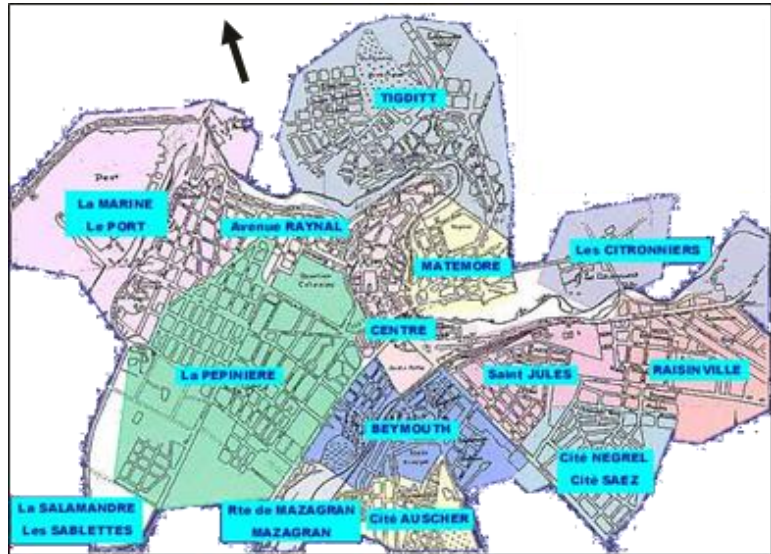 TIGDITT
La MARINE
Le PORT
Port
Avenue RAYNAL
Les CITRONNIERS
MATEMORE
CENTRE
La PEPINIERE
Saint JULES
RAISINVILLE
BEYMOUTH
Cité NEGREL
Cité SAEZ
La SALAMANDRE
Les SABLETTES
Rte de MAZAGRAN
MAZAGRAN
Cité AUSCHER